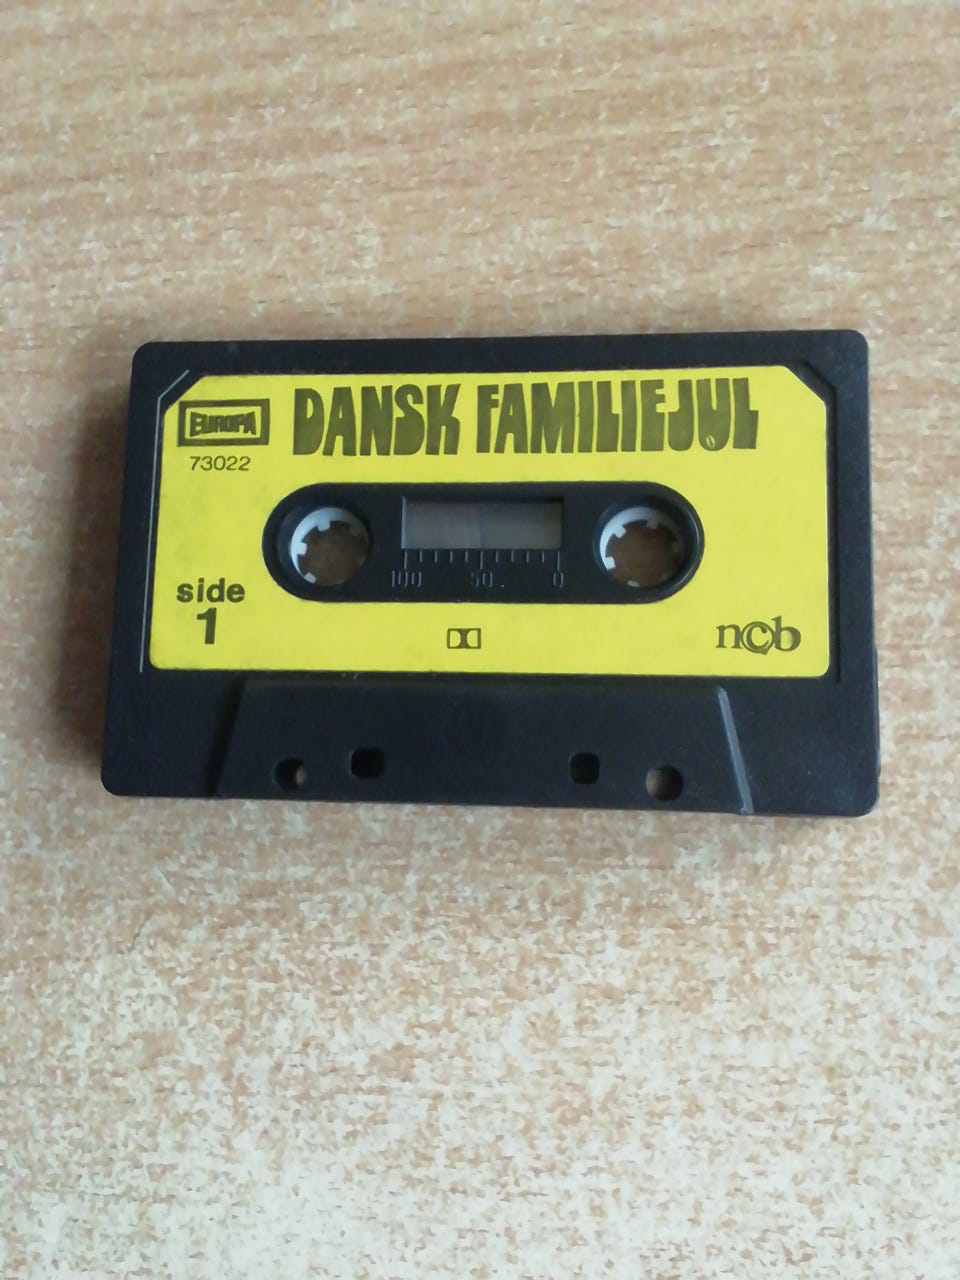 EUROPA
73022
DANSK FAMILIEJUL
100 50 0
side
1
ncb